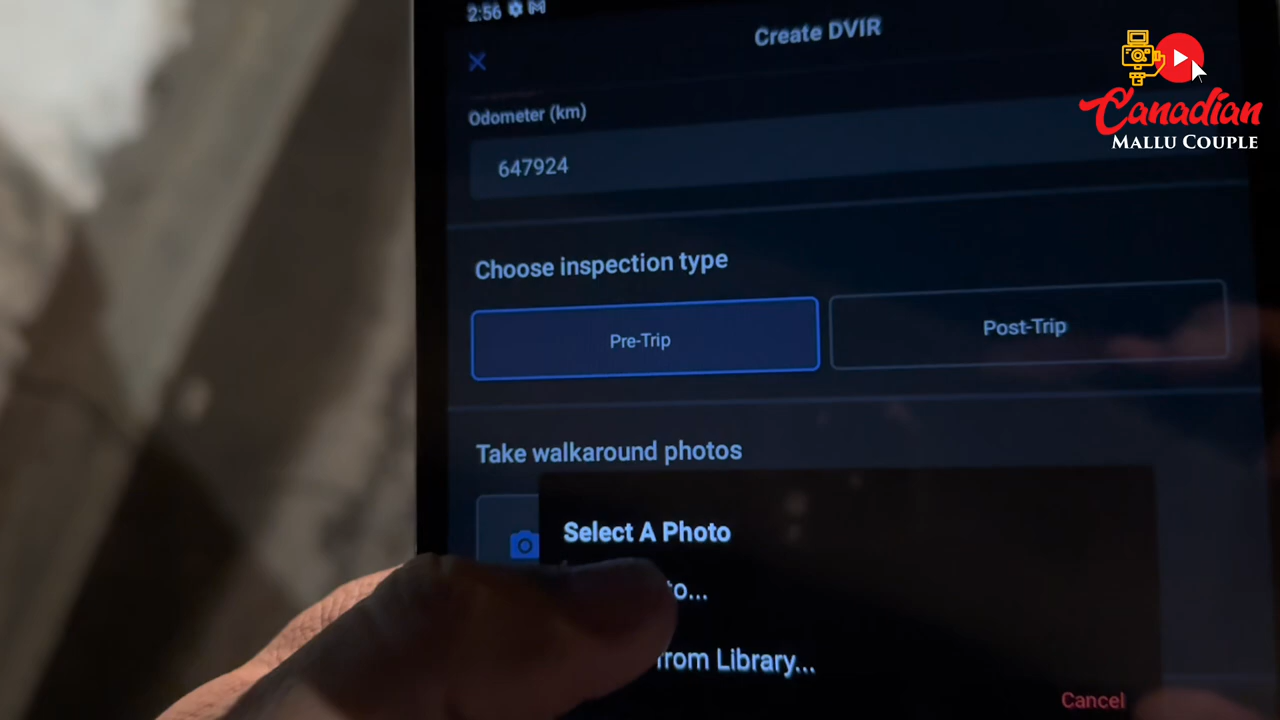 2:56
Create DVIR
Canadian
MALLU COUPLE
Odometer (km)
647924
Choose inspection type
Pre-Trip
Post-Trip
Take walkaround photos
Select A Photo
to...
from Library...
Cancel